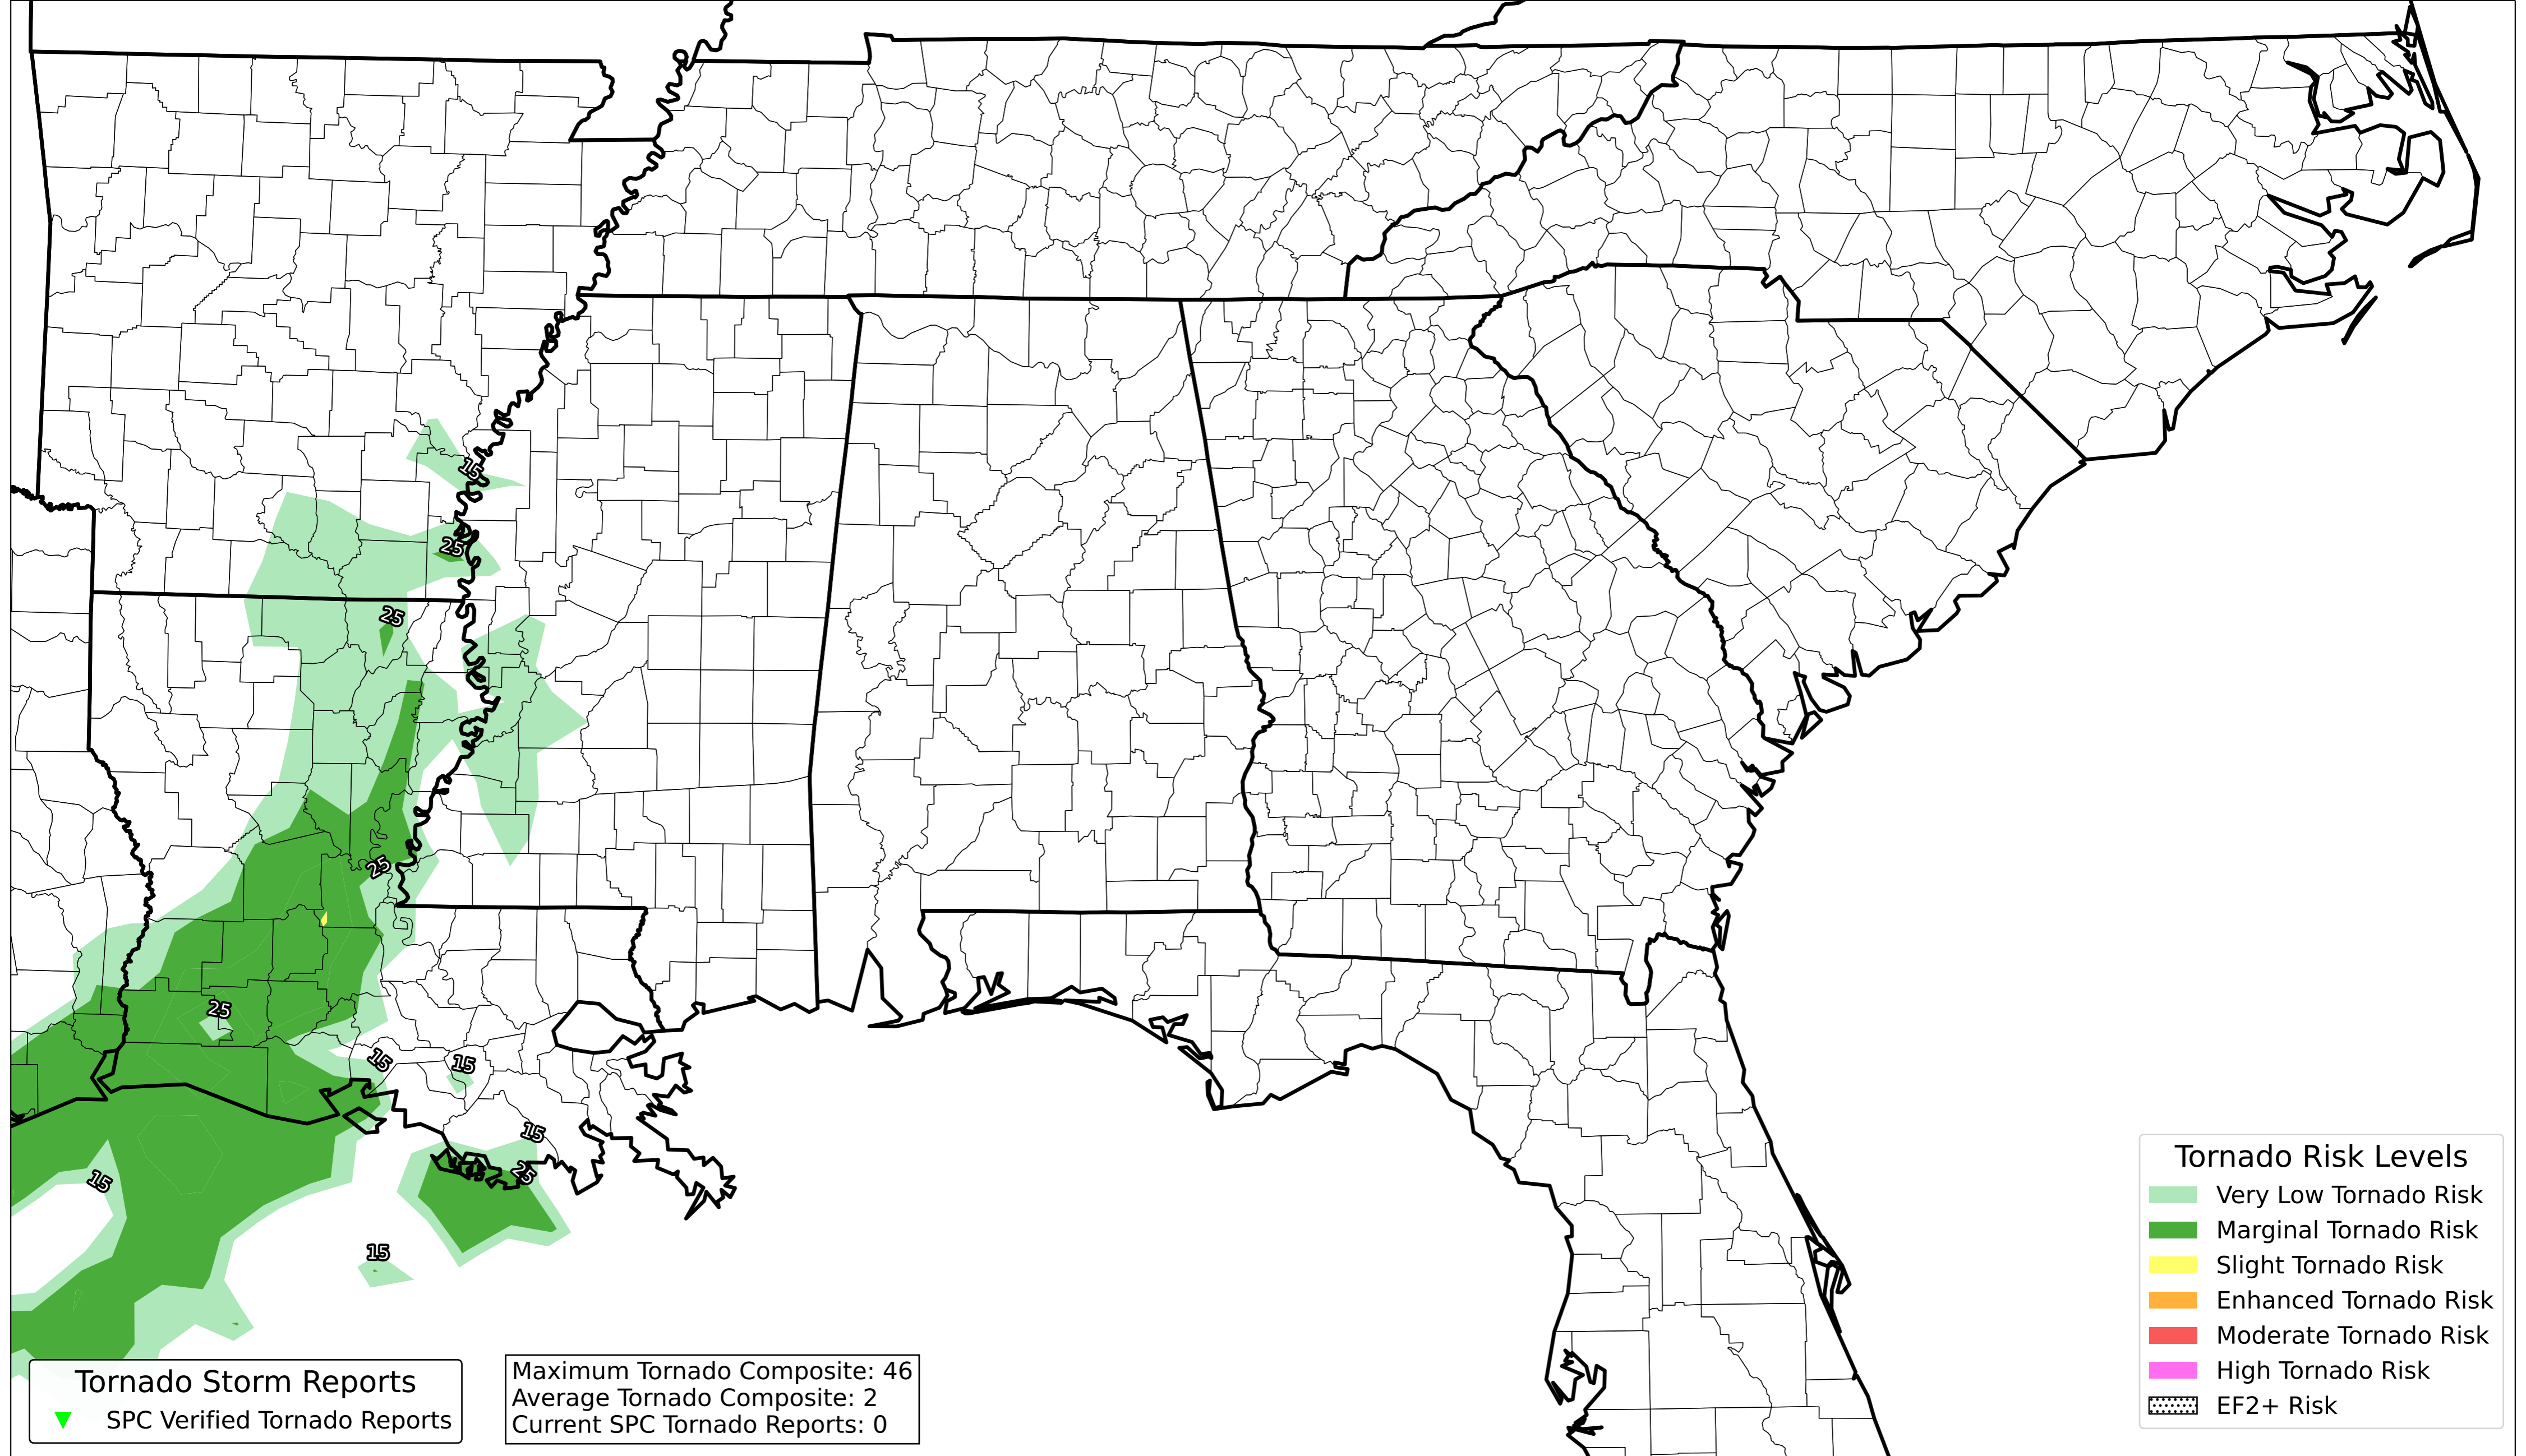 15
25
25
25
25
15
15
15
25
15
15
Tornado Risk Levels
Very Low Tornado Risk
Marginal Tornado Risk
Slight Tornado Risk
Enhanced Tornado Risk
Moderate Tornado Risk
High Tornado Risk
EF2+ Risk
Tornado Storm Reports
SPC Verified Tornado Reports
Maximum Tornado Composite: 46
Average Tornado Composite: 2
Current SPC Tornado Reports: 0